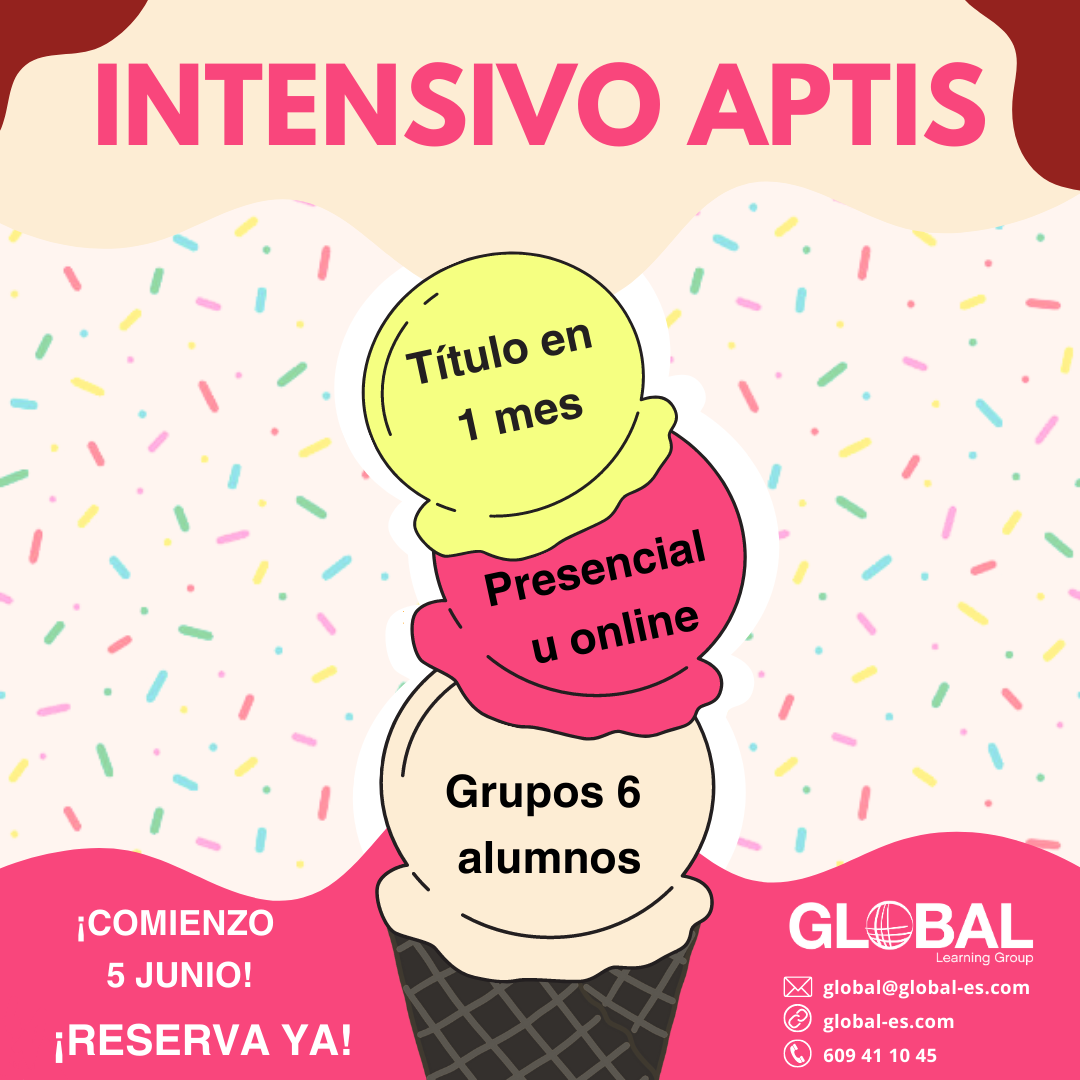 INTENSIVO APTIS
Título en
1 mes
Presencial
u online
Grupos 6
alumnos
¡COMIENZO
5 JUNIO!
¡RESERVA YA!
GLOBAL
Learning Group
global@global-es.com
global-es.com
609 41 10 45